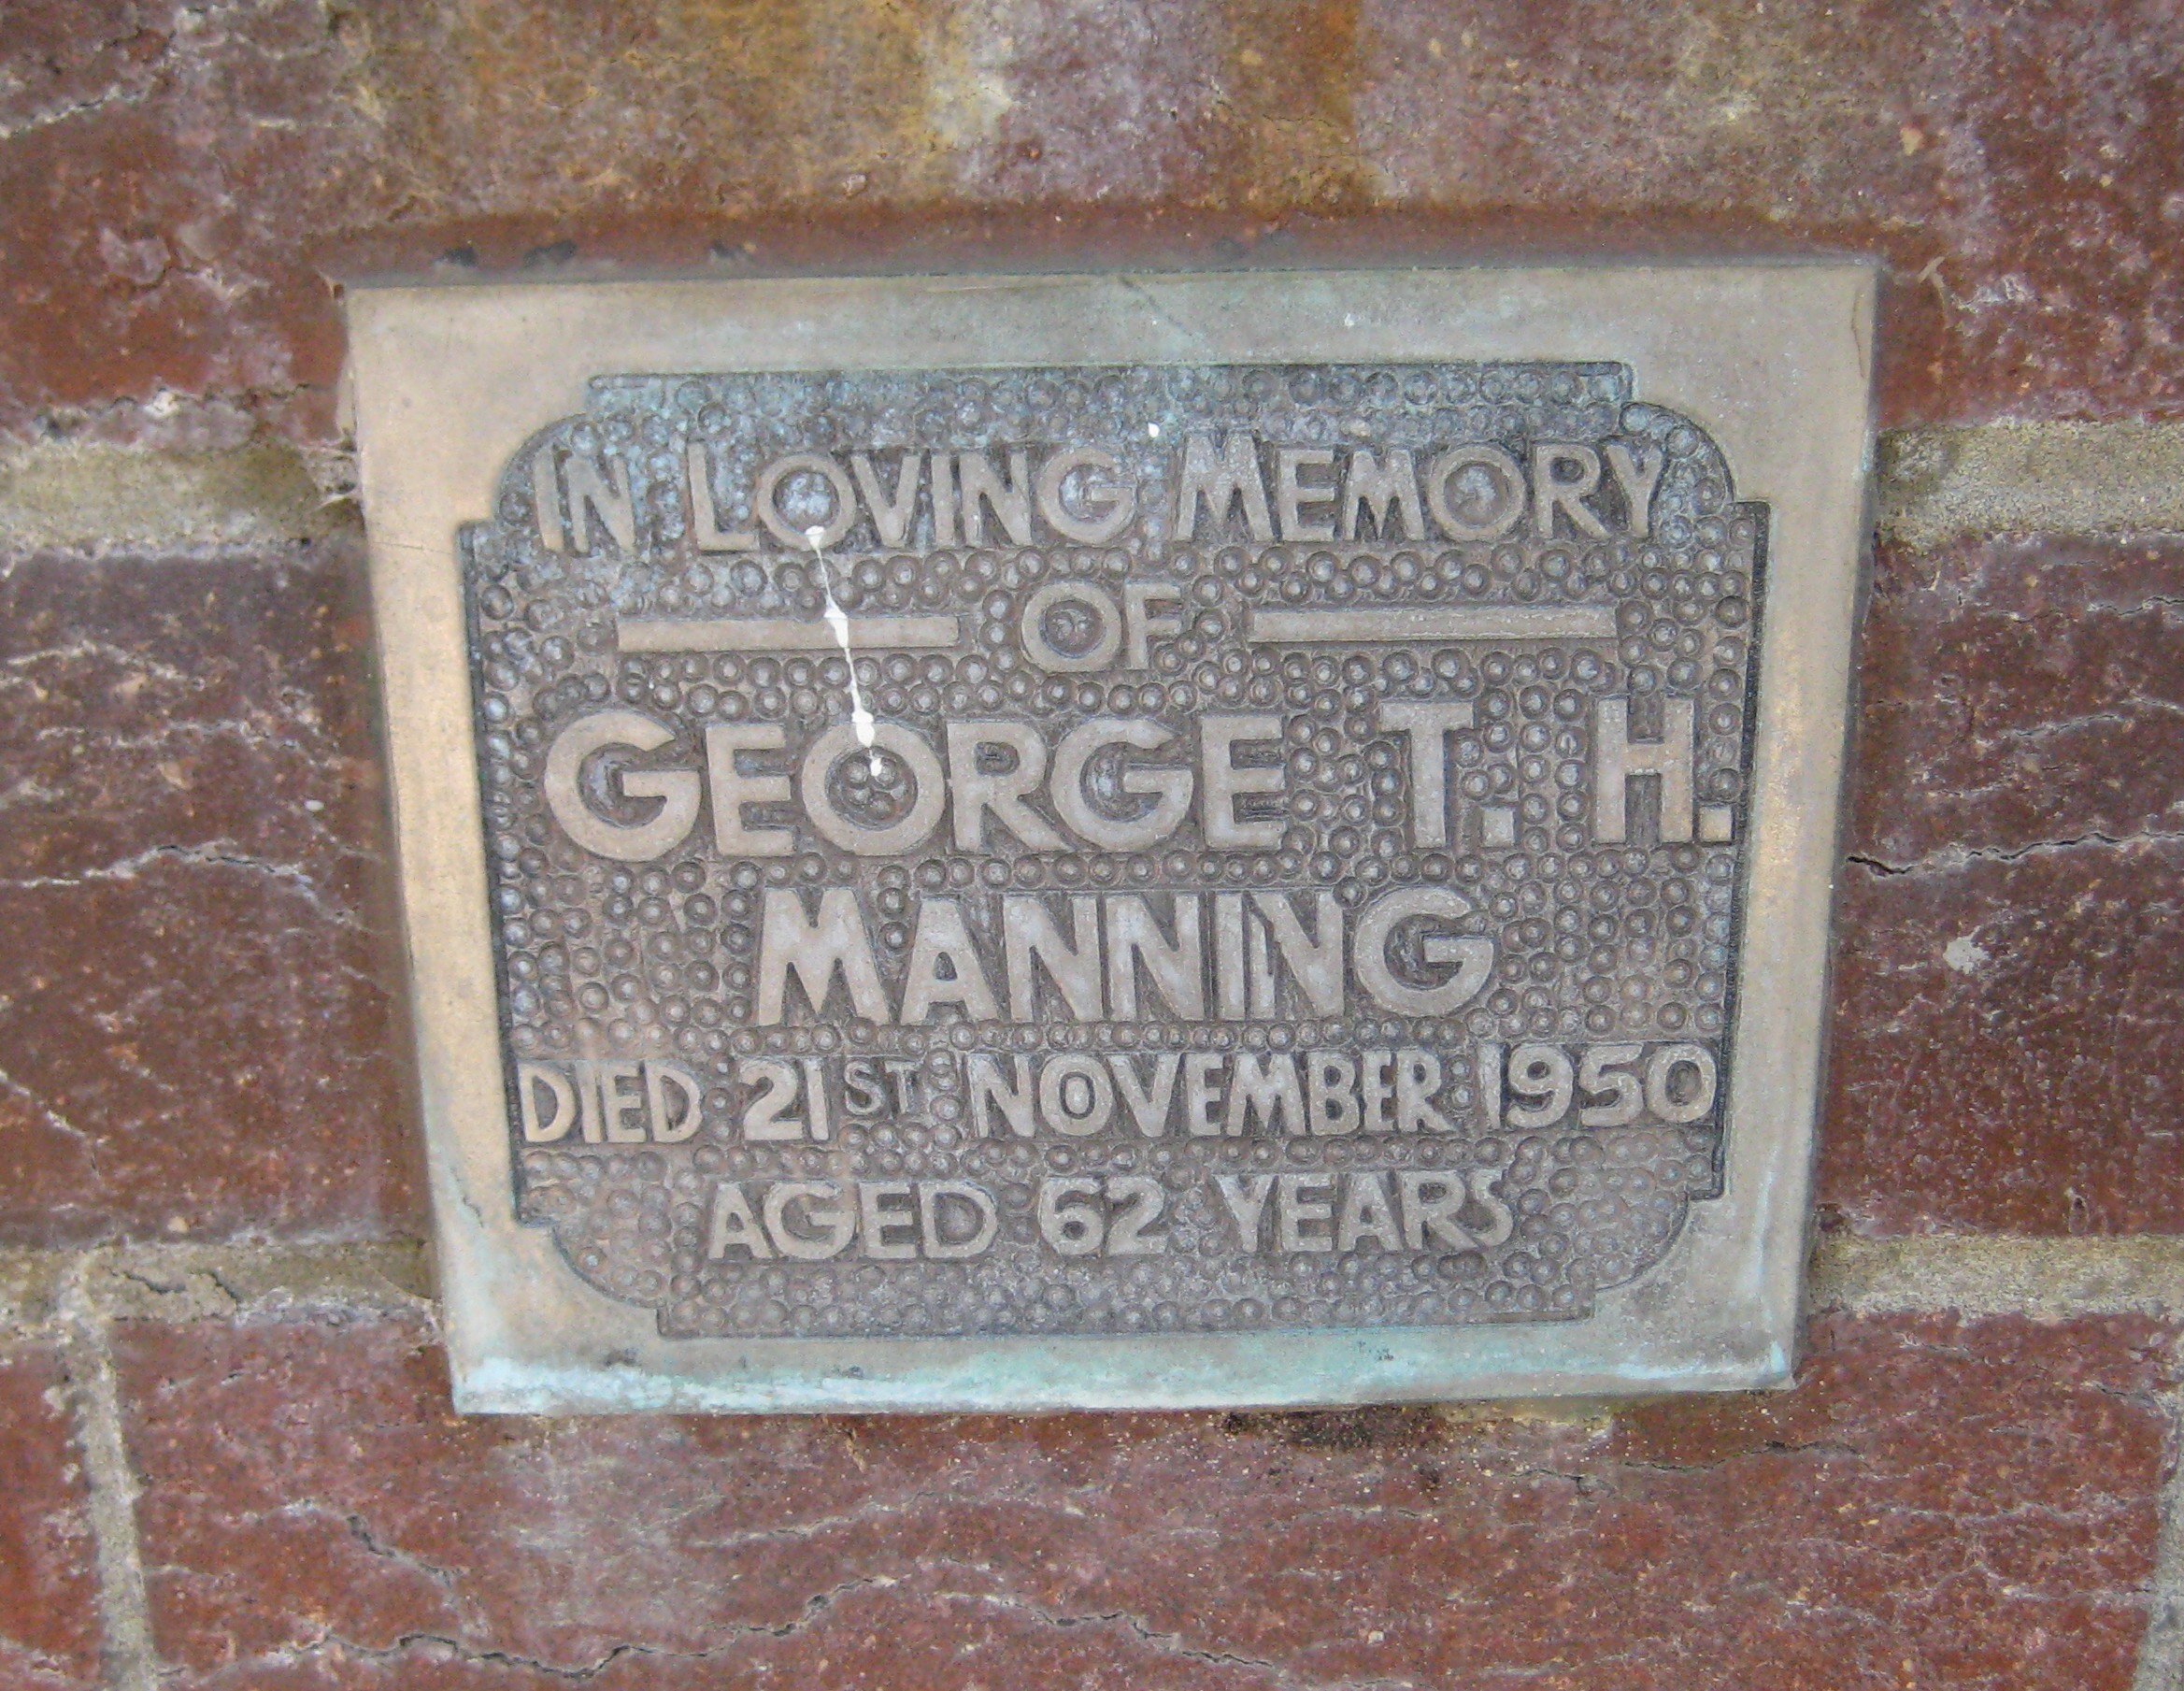 IN LOVING MEMORY
OF
GEORGE T. H.
MANNING
DIED 21ST NOVEMBER 1950
AGED 62 YEARS